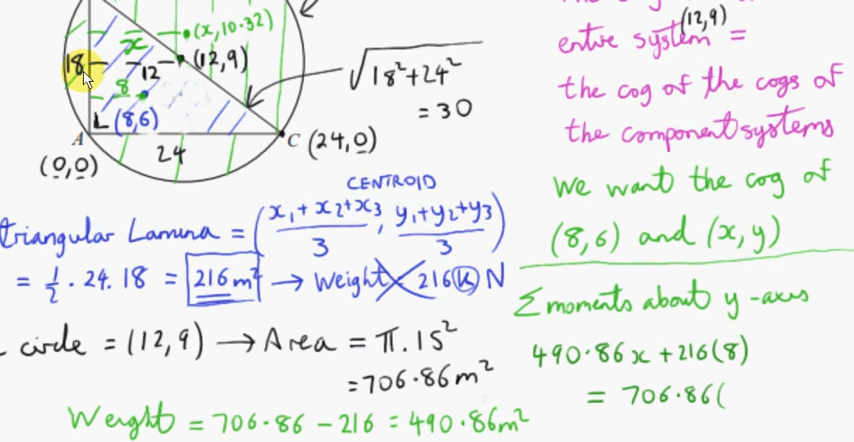 The cog
(12,9)
entire system =
the cog of the cogs of
the component systems
We want the cog of
(8,6) and (x,y)
Σ moments about y-axis
490·86x + 216(8)
= 706·86(
(x,10·32)
x
18
12
(12,9)
8
(8,6)
A
C (24,0)
(0,0)
24
√18²+24²
= 30
CENTROID
triangular Lamina = (x₁+x₂+x₃/3, y₁+y₂+y₃/3)
= ½ · 24 . 18 = 216m² → Weight 216(k) N
circle = (12,9) → Area = π.15²
= 706·86m²
Weight = 706·86 − 216 = 490·86m²